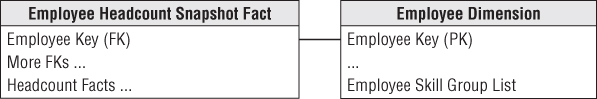 Employee Headcount Snapshot Fact
Employee Key (FK)
More FKs ...
Headcount Facts ...
Employee Dimension
Employee Key (PK)
...
Employee Skill Group List